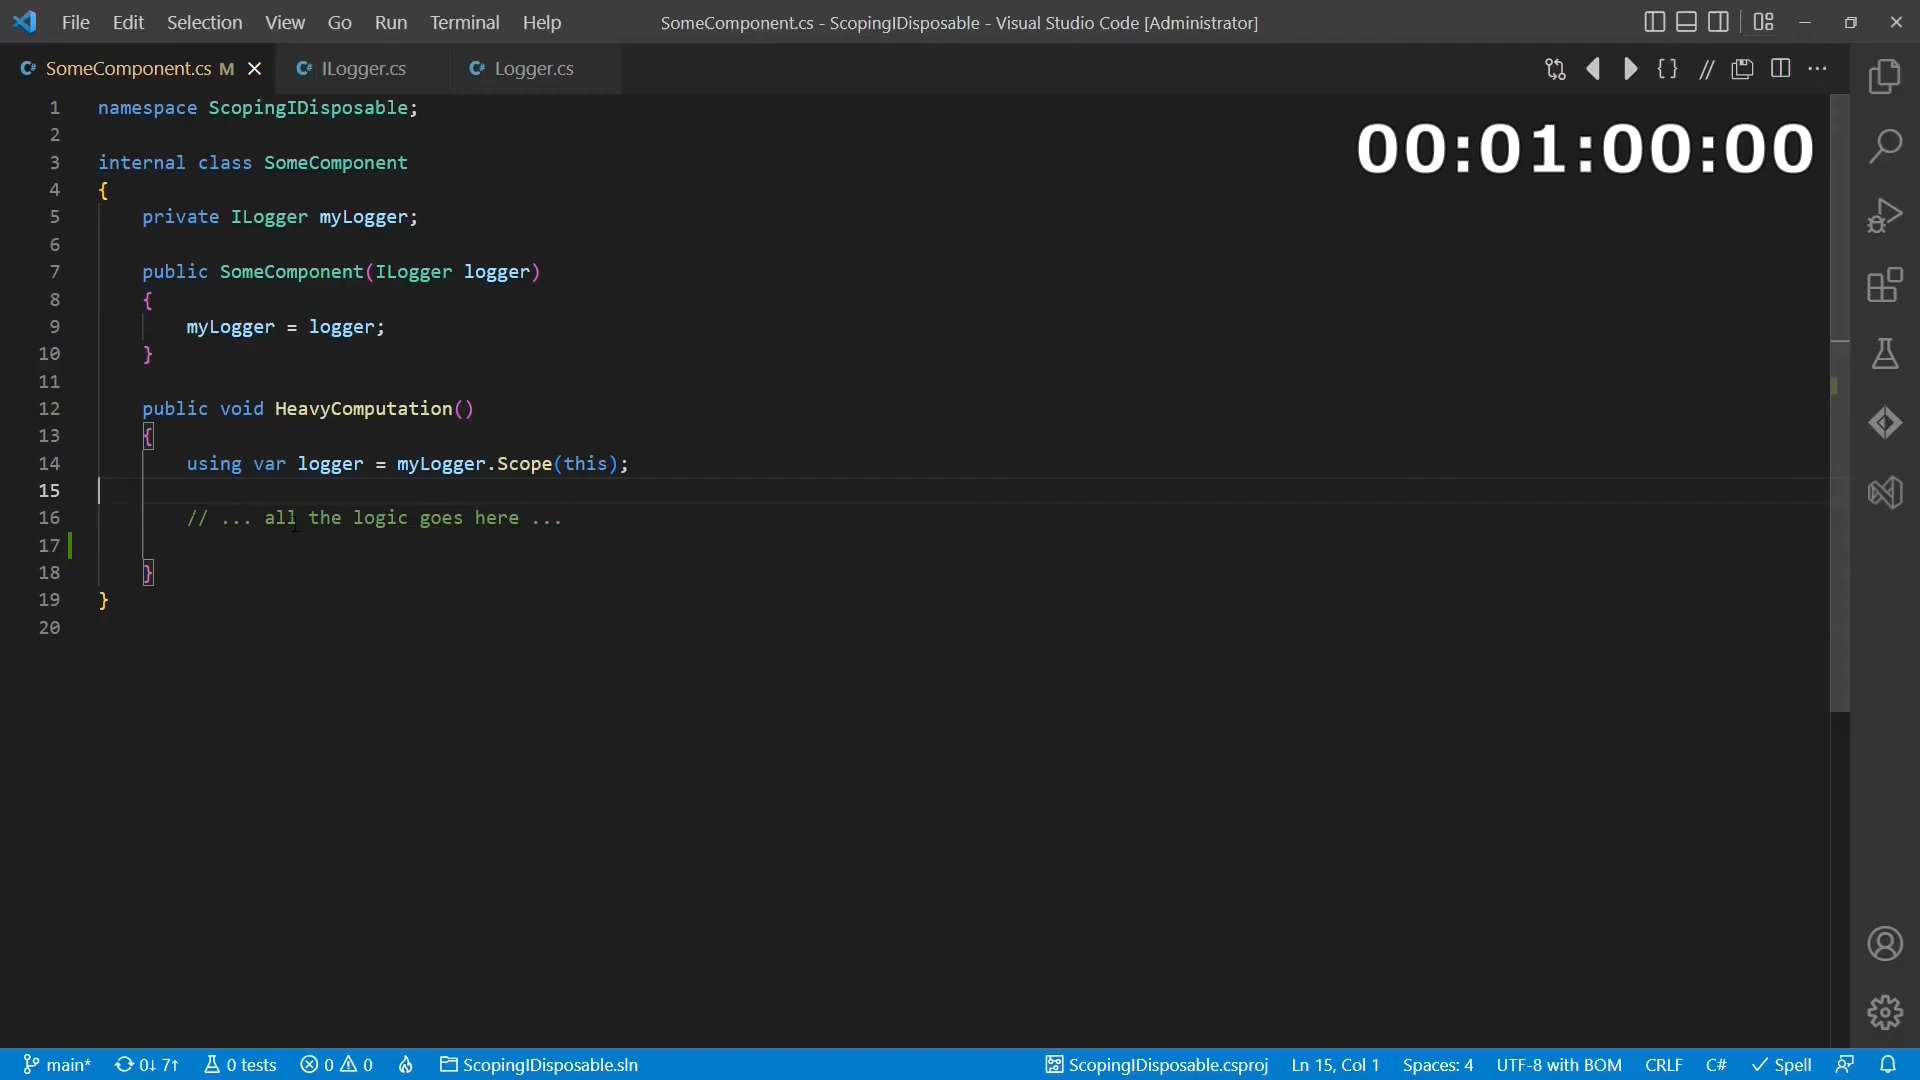 File Edit Selection View Go Run Terminal Help
SomeComponent.cs - ScopingIDisposable - Visual Studio Code [Administrator]
SomeComponent.cs M
ILogger.cs
Logger.cs
00:01:00:00
1 namespace ScopingIDisposable;
2
3 internal class SomeComponent
4 {
5 private ILogger myLogger;
6
7 public SomeComponent(ILogger logger)
8 {
9 myLogger = logger;
10 }
11
12 public void HeavyComputation()
13 {
14 using var logger = myLogger.Scope(this);
15
16 // ... all the logic goes here ...
17
18 }
19 }
20
main* 0↓ 7↑ 0 tests 0 0 ScopingIDisposable.sln ScopingIDisposable.csproj Ln 15, Col 1 Spaces: 4 UTF-8 with BOM CRLF C# Spell